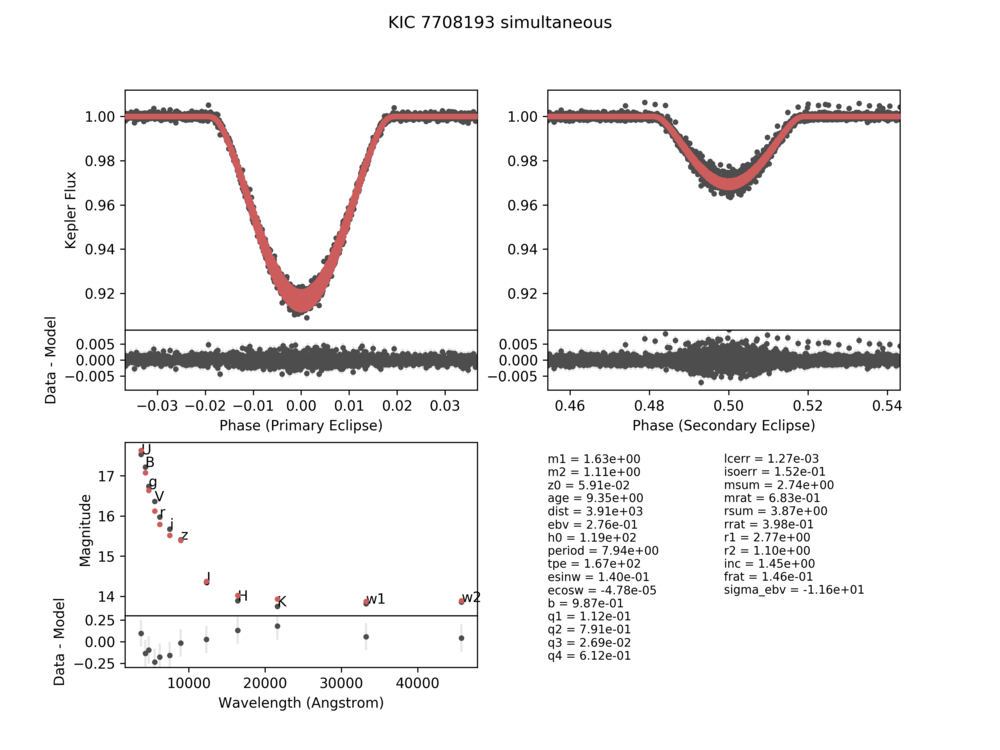 KIC 7708193 simultaneous
1.00
0.98
0.96
0.94
0.92
Kepler Flux
0.005
0.000
−0.005
Data - Model
−0.03 −0.02 −0.01 0.00 0.01 0.02 0.03
Phase (Primary Eclipse)
1.00
0.98
0.96
0.94
0.92
0.005
0.000
−0.005
0.46 0.48 0.50 0.52 0.54
Phase (Secondary Eclipse)
17
16
15
14
Magnitude
U
B
g
V
r
i
z
J
H
K
w1
w2
0.25
0.00
−0.25
Data - Model
10000 20000 30000 40000
Wavelength (Angstrom)
m1 = 1.63e+00
m2 = 1.11e+00
z0 = 5.91e-02
age = 9.35e+00
dist = 3.91e+03
ebv = 2.76e-01
h0 = 1.19e+02
period = 7.94e+00
tpe = 1.67e+02
esinw = 1.40e-01
ecosw = -4.78e-05
b = 9.87e-01
q1 = 1.12e-01
q2 = 7.91e-01
q3 = 2.69e-02
q4 = 6.12e-01
lcerr = 1.27e-03
isoerr = 1.52e-01
msum = 2.74e+00
mrat = 6.83e-01
rsum = 3.87e+00
rrat = 3.98e-01
r1 = 2.77e+00
r2 = 1.10e+00
inc = 1.45e+00
frat = 1.46e-01
sigma_ebv = -1.16e+01